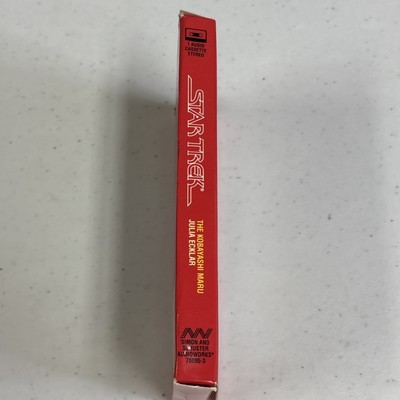 1 AUDIO
CASSETTE
STEREO
STAR TREK®
THE KOBAYASHI MARU
JULIA ECKLAR
SIMON AND
SCHUSTER
AUDIOWORKS®